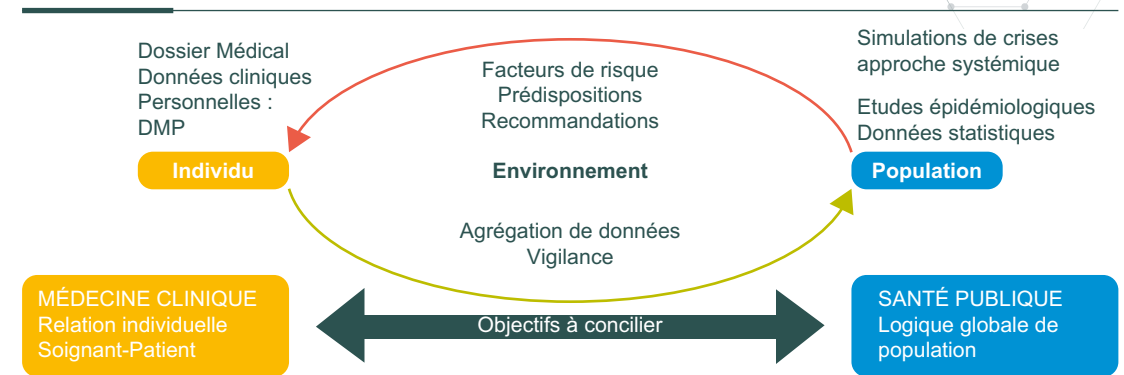 Dossier Médical
Données cliniques
Personnelles :
DMP
Individu
Facteurs de risque
Prédispositions
Recommandations
Environnement
Agrégation de données
Vigilance
Simulations de crises
approche systémique
Etudes épidémiologiques
Données statistiques
Population
MÉDECINE CLINIQUE
Relation individuelle
Soignant-Patient
Objectifs à concilier
SANTÉ PUBLIQUE
Logique globale de
population